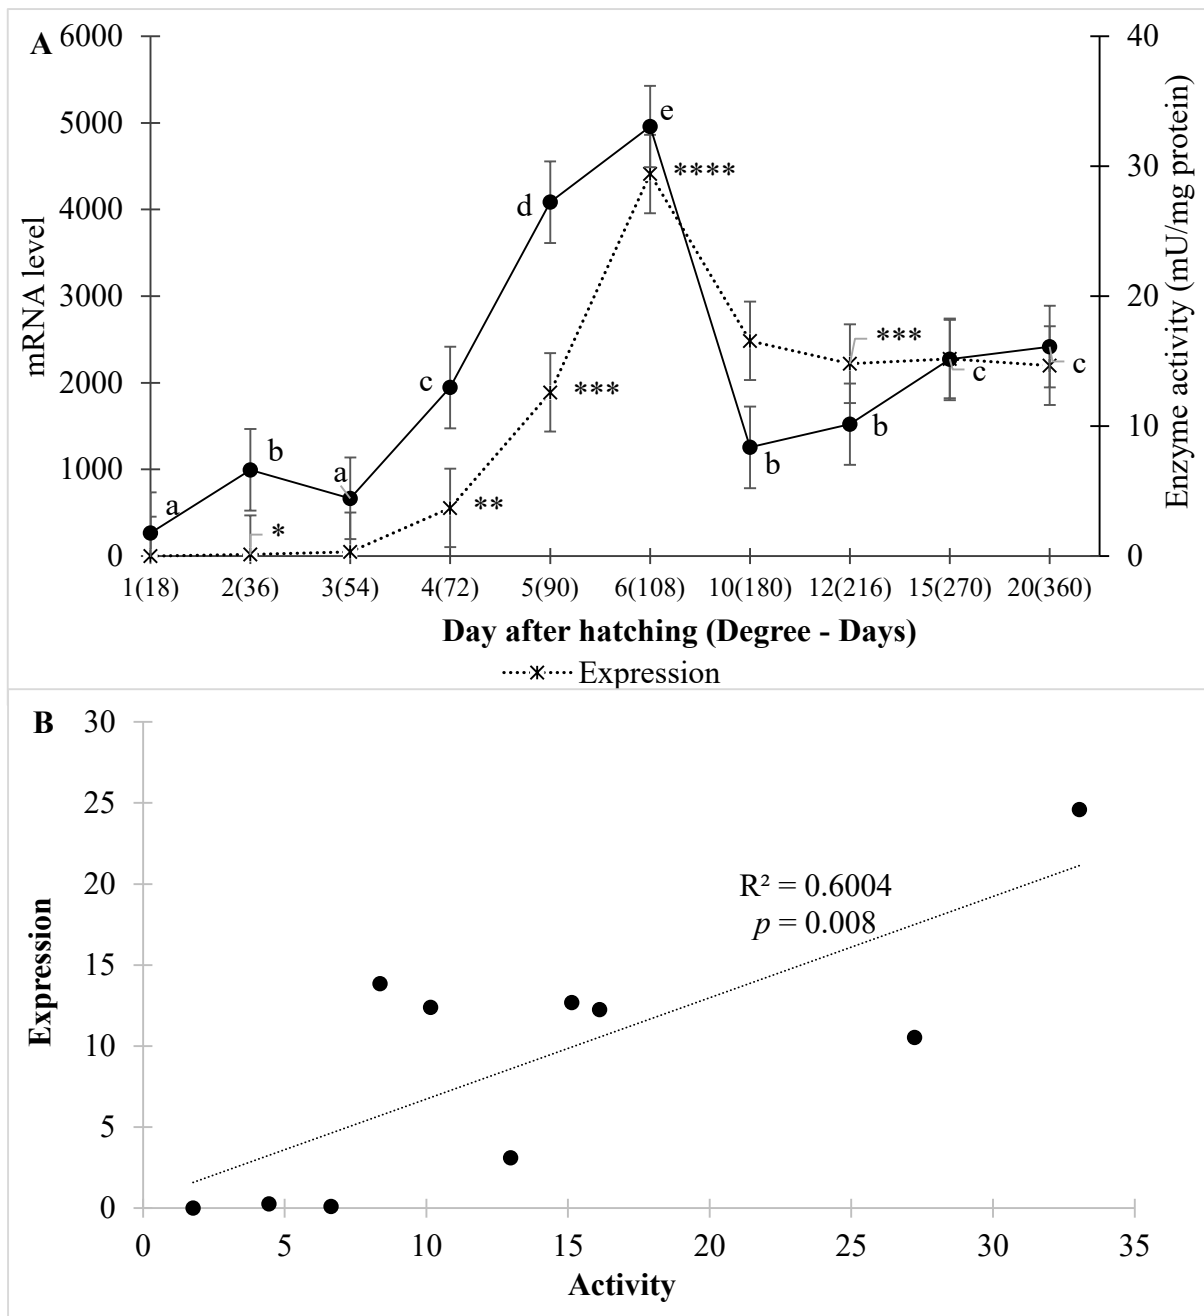 A
6000
5000
4000
3000
2000
1000
0
mRNA level
40
30
20
10
0
Enzyme activity (mU/mg protein)
a
b
a
c
d
e
b
b
c
c
*
**
***
****
***
1(18) 2(36) 3(54) 4(72) 5(90) 6(108) 10(180) 12(216) 15(270) 20(360)
Day after hatching (Degree - Days)
Expression
B
30
25
20
15
10
5
0
Expression
R² = 0.6004
p = 0.008
0 5 10 15 20 25 30 35
Activity